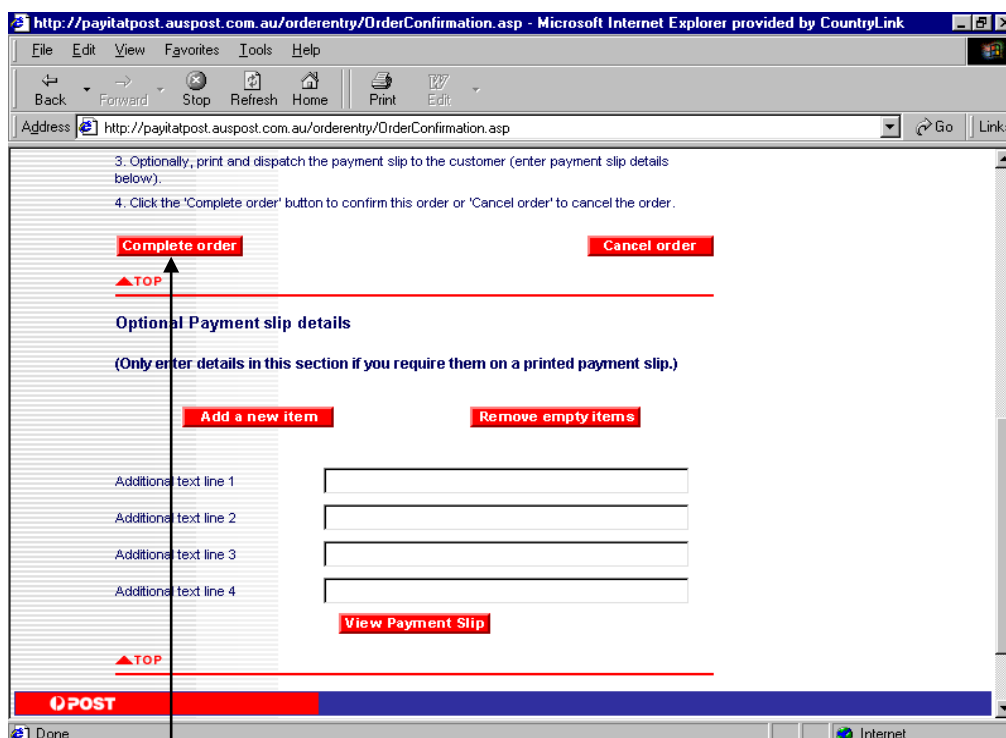 http://payitatpost.auspost.com.au/orderentry/OrderConfirmation.asp - Microsoft Internet Explorer provided by CountryLink
File Edit View Favorites Tools Help
Back Forward Stop Refresh Home Print Edit
Address http://payitatpost.auspost.com.au/orderentry/OrderConfirmation.asp Go Links
3. Optionally, print and dispatch the payment slip to the customer (enter payment slip details
below).
4. Click the 'Complete order' button to confirm this order or 'Cancel order' to cancel the order.
Complete order Cancel order
TOP
Optional Payment slip details
(Only enter details in this section if you require them on a printed payment slip.)
Add a new item Remove empty items
Additional text line 1
Additional text line 2
Additional text line 3
Additional text line 4
View Payment Slip
TOP
POST
Done Internet